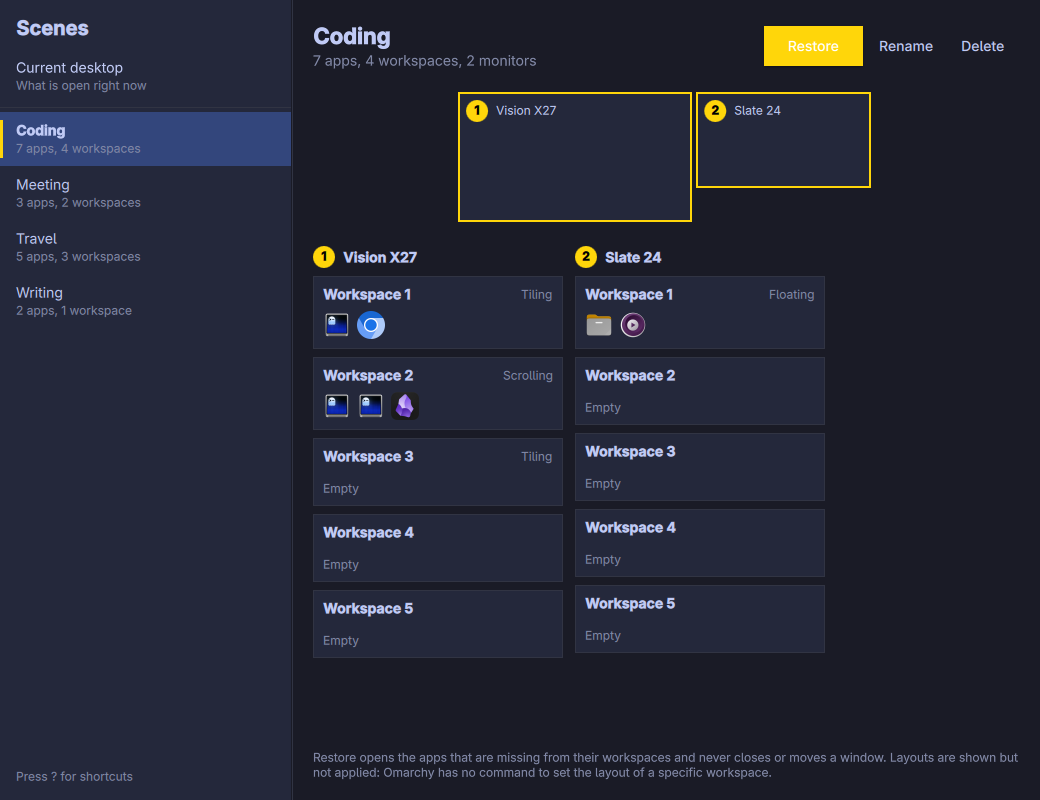 Scenes
Current desktop
What is open right now
Coding
7 apps, 4 workspaces
Meeting
3 apps, 2 workspaces
Travel
5 apps, 3 workspaces
Writing
2 apps, 1 workspace
Press ? for shortcuts
Coding
7 apps, 4 workspaces, 2 monitors
Restore Rename Delete
1 Vision X27
2 Slate 24
1 Vision X27
Workspace 1 Tiling
Workspace 2 Scrolling
Workspace 3 Tiling
Empty
Workspace 4
Empty
Workspace 5
Empty
2 Slate 24
Workspace 1 Floating
Workspace 2
Empty
Workspace 3
Empty
Workspace 4
Empty
Workspace 5
Empty
Restore opens the apps that are missing from their workspaces and never closes or moves a window. Layouts are shown but
not applied: Omarchy has no command to set the layout of a specific workspace.